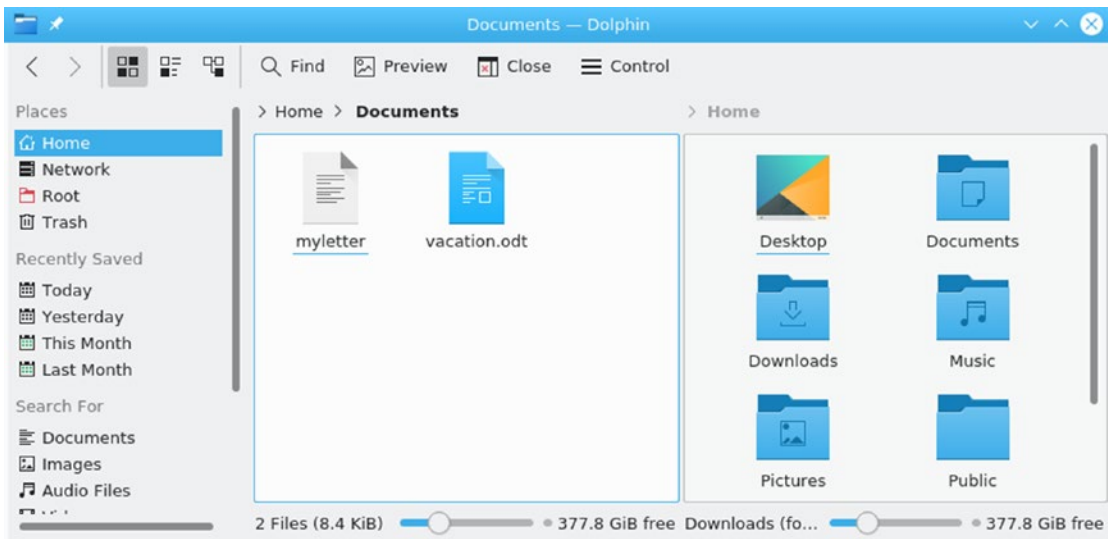 Documents — Dolphin
Find Preview Close Control
Places
Home
Network
Root
Trash
Recently Saved
Today
Yesterday
This Month
Last Month
Search For
Documents
Images
Audio Files
> Home > Documents
myletter vacation.odt
2 Files (8.4 KiB) 377.8 GiB free
> Home
Desktop Documents
Downloads Music
Pictures Public
Downloads (fo... 377.8 GiB free